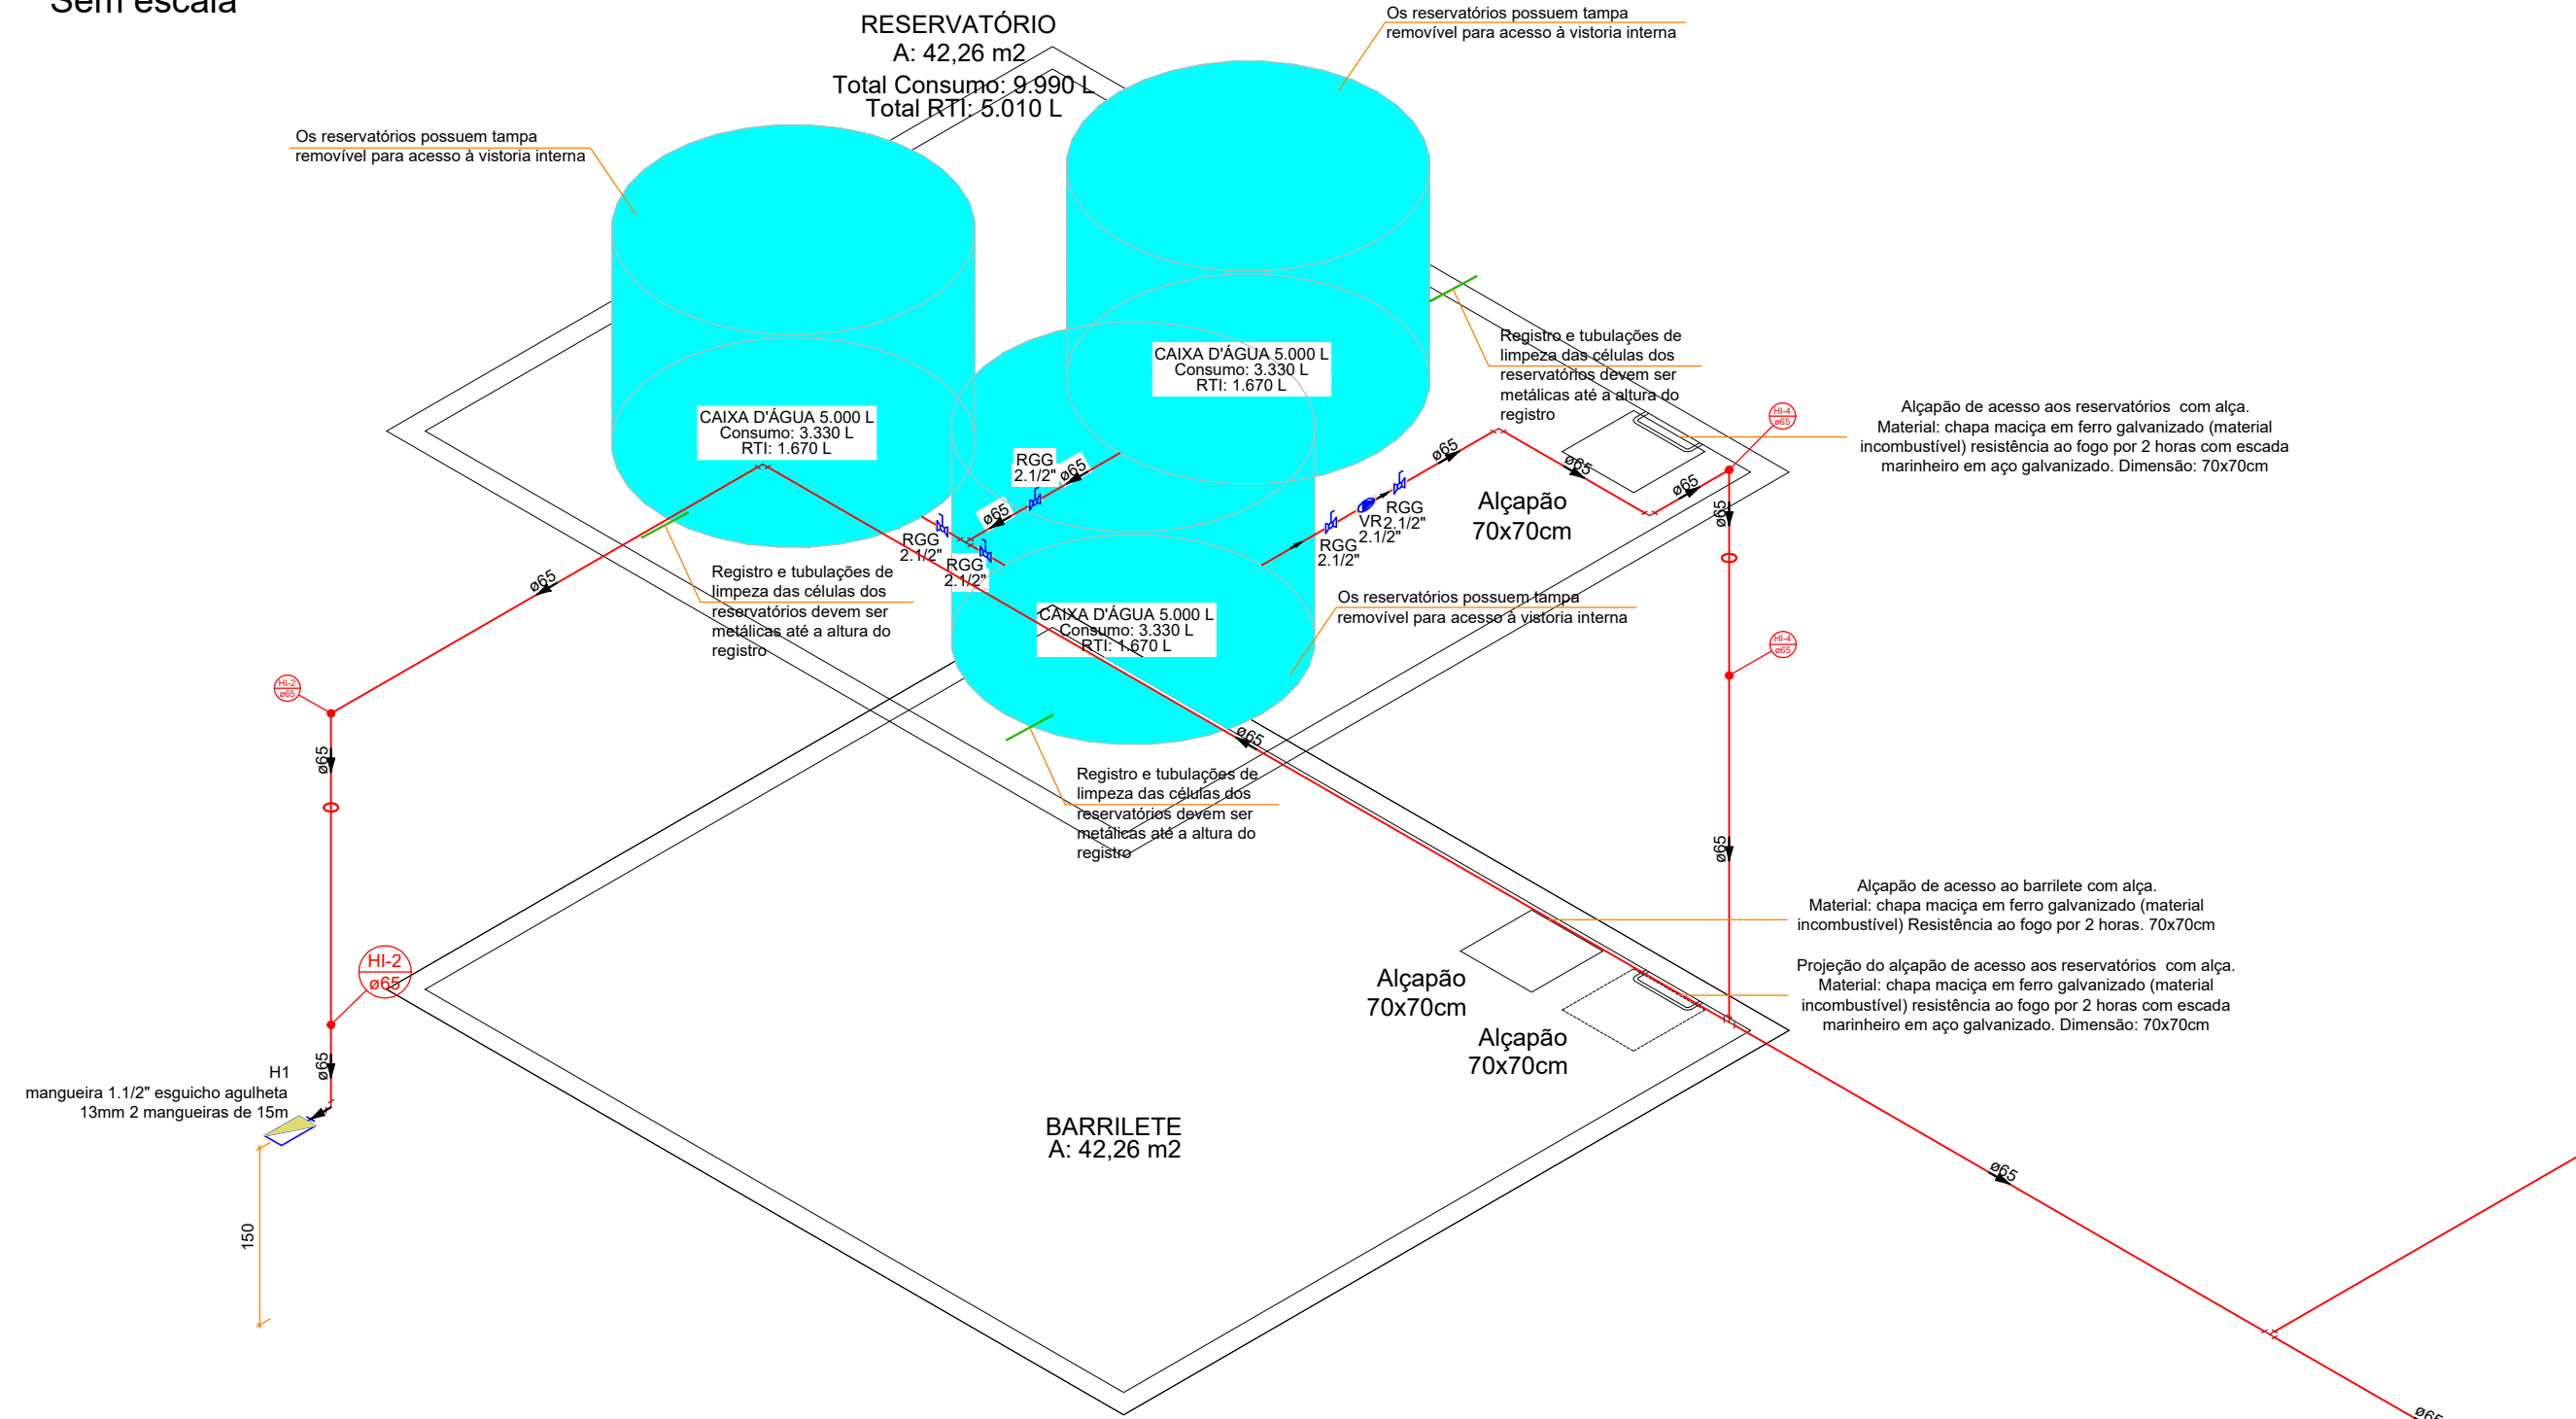 Sem escala
RESERVATÓRIO
A: 42,26 m2
Total Consumo: 9.990 L
Total RTI: 5.010 L
Os reservatórios possuem tampa
removível para acesso à vistoria interna
Os reservatórios possuem tampa
removível para acesso à vistoria interna
CAIXA D'ÁGUA 5.000 L
Consumo: 3.330 L
RTI: 1.670 L
CAIXA D'ÁGUA 5.000 L
Consumo: 3.330 L
RTI: 1.670 L
Registro e tubulações de
limpeza das células dos
reservatórios devem ser
metálicas até a altura do
registro
HI-4
ø65
Alçapão de acesso aos reservatórios com alça.
Material: chapa maciça em ferro galvanizado (material
incombustível) resistência ao fogo por 2 horas com escada
marinheiro em aço galvanizado. Dimensão: 70x70cm
RGG
2.1/2"
ø65
ø65
RGG
2.1/2"
RGG
2.1/2"
RGG
2.1/2"
VR
2.1/2"
RGG
2.1/2"
ø65
ø65
ø65
ø65
Alçapão
70x70cm
ø65
Registro e tubulações de
limpeza das células dos
reservatórios devem ser
metálicas até a altura do
registro
CAIXA D'ÁGUA 5.000 L
Consumo: 3.330 L
RTI: 1.670 L
Os reservatórios possuem tampa
removível para acesso à vistoria interna
HI-4
ø65
HI-2
ø65
ø65
ø65
Registro e tubulações de
limpeza das células dos
reservatórios devem ser
metálicas até a altura do
registro
ø65
Alçapão de acesso ao barrilete com alça.
Material: chapa maciça em ferro galvanizado (material
incombustível) Resistência ao fogo por 2 horas. 70x70cm
HI-2
ø65
Alçapão
70x70cm
Projeção do alçapão de acesso aos reservatórios com alça.
Material: chapa maciça em ferro galvanizado (material
incombustível) resistência ao fogo por 2 horas com escada
marinheiro em aço galvanizado. Dimensão: 70x70cm
Alçapão
70x70cm
ø65
H1
mangueira 1.1/2" esguicho agulheta
13mm 2 mangueiras de 15m
BARRILETE
A: 42,26 m2
ø65
150
ø65